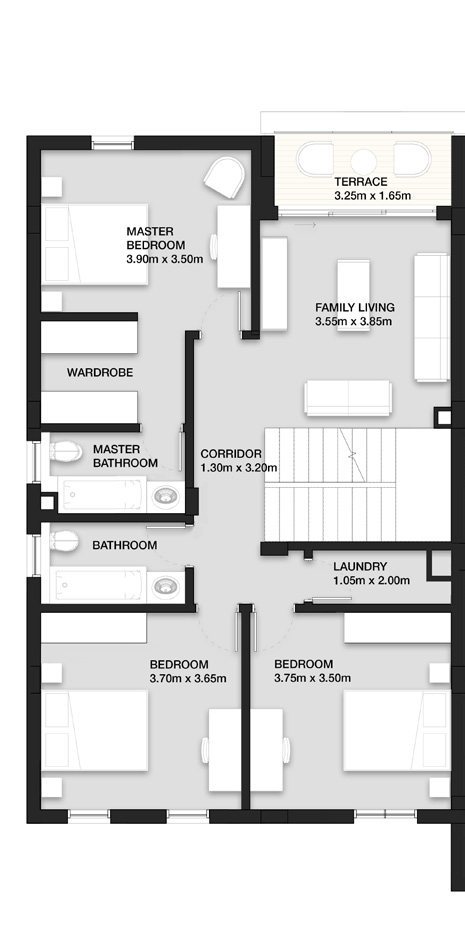 TERRACE
3.25m x 1.65m
MASTER
BEDROOM
3.90m x 3.50m
FAMILY LIVING
3.55m x 3.85m
WARDROBE
MASTER
BATHROOM
CORRIDOR
1.30m x 3.20m
BATHROOM
LAUNDRY
1.05m x 2.00m
BEDROOM
3.70m x 3.65m
BEDROOM
3.75m x 3.50m